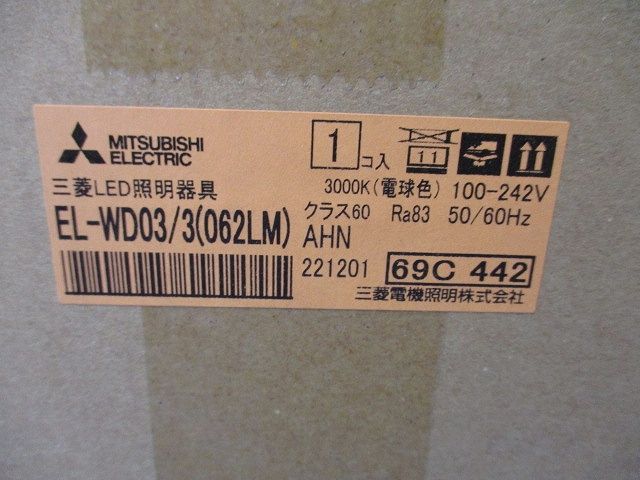 MITSUBISHI
ELECTRIC
1 コ入
11
三菱LED照明器具
3000K(電球色) 100-242V
EL-WD03/3(062LM)
クラス60 Ra83 50/60Hz
AHN
221201 69C 442
三菱電機照明株式会社